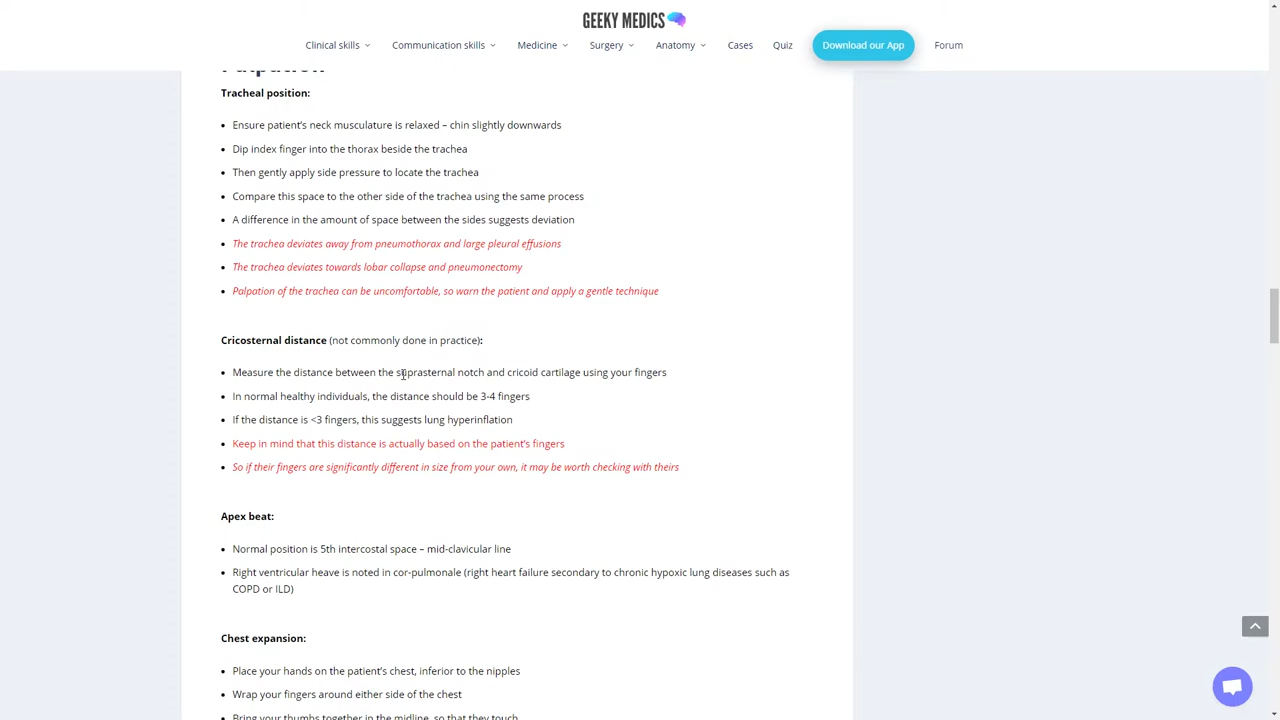 GEEKY MEDICS
Clinical skills
Communication skills
Medicine
Surgery
Anatomy
Cases
Quiz
Download our App
Forum
Palpation
Tracheal position:
Ensure patient's neck musculature is relaxed – chin slightly downwards
Dip index finger into the thorax beside the trachea
Then gently apply side pressure to locate the trachea
Compare this space to the other side of the trachea using the same process
A difference in the amount of space between the sides suggests deviation
The trachea deviates away from pneumothorax and large pleural effusions
The trachea deviates towards lobar collapse and pneumonectomy
Palpation of the trachea can be uncomfortable, so warn the patient and apply a gentle technique
Cricosternal distance (not commonly done in practice):
Measure the distance between the suprasternal notch and cricoid cartilage using your fingers
In normal healthy individuals, the distance should be 3-4 fingers
If the distance is <3 fingers, this suggests lung hyperinflation
Keep in mind that this distance is actually based on the patient's fingers
So if their fingers are significantly different in size from your own, it may be worth checking with theirs
Apex beat:
Normal position is 5th intercostal space – mid-clavicular line
Right ventricular heave is noted in cor-pulmonale (right heart failure secondary to chronic hypoxic lung diseases such as
COPD or ILD)
Chest expansion:
Place your hands on the patient's chest, inferior to the nipples
Wrap your fingers around either side of the chest
Bring your thumbs together in the midline, so that they touch